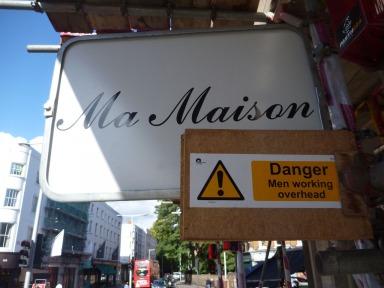 Ma Maison
Danger
Men working
overhead